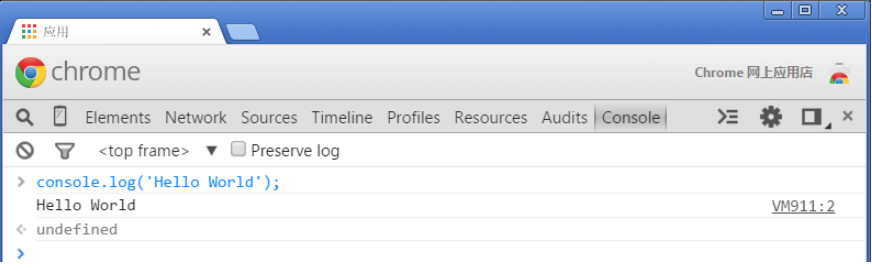 应用
chrome
Chrome 网上应用店
Elements Network Sources Timeline Profiles Resources Audits Console
<top frame> Preserve log
console.log('Hello World');
Hello World VM911:2
undefined